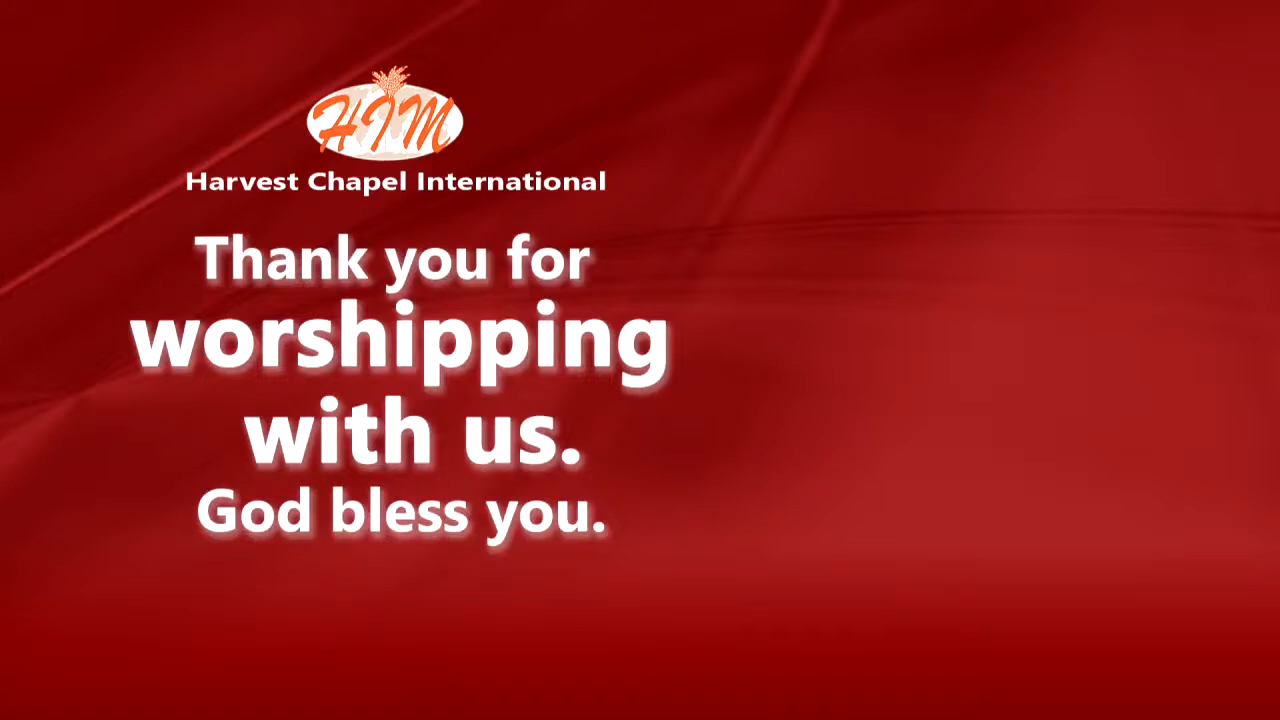 HIM
Harvest Chapel International
Thank you for
worshipping
with us.
God bless you.